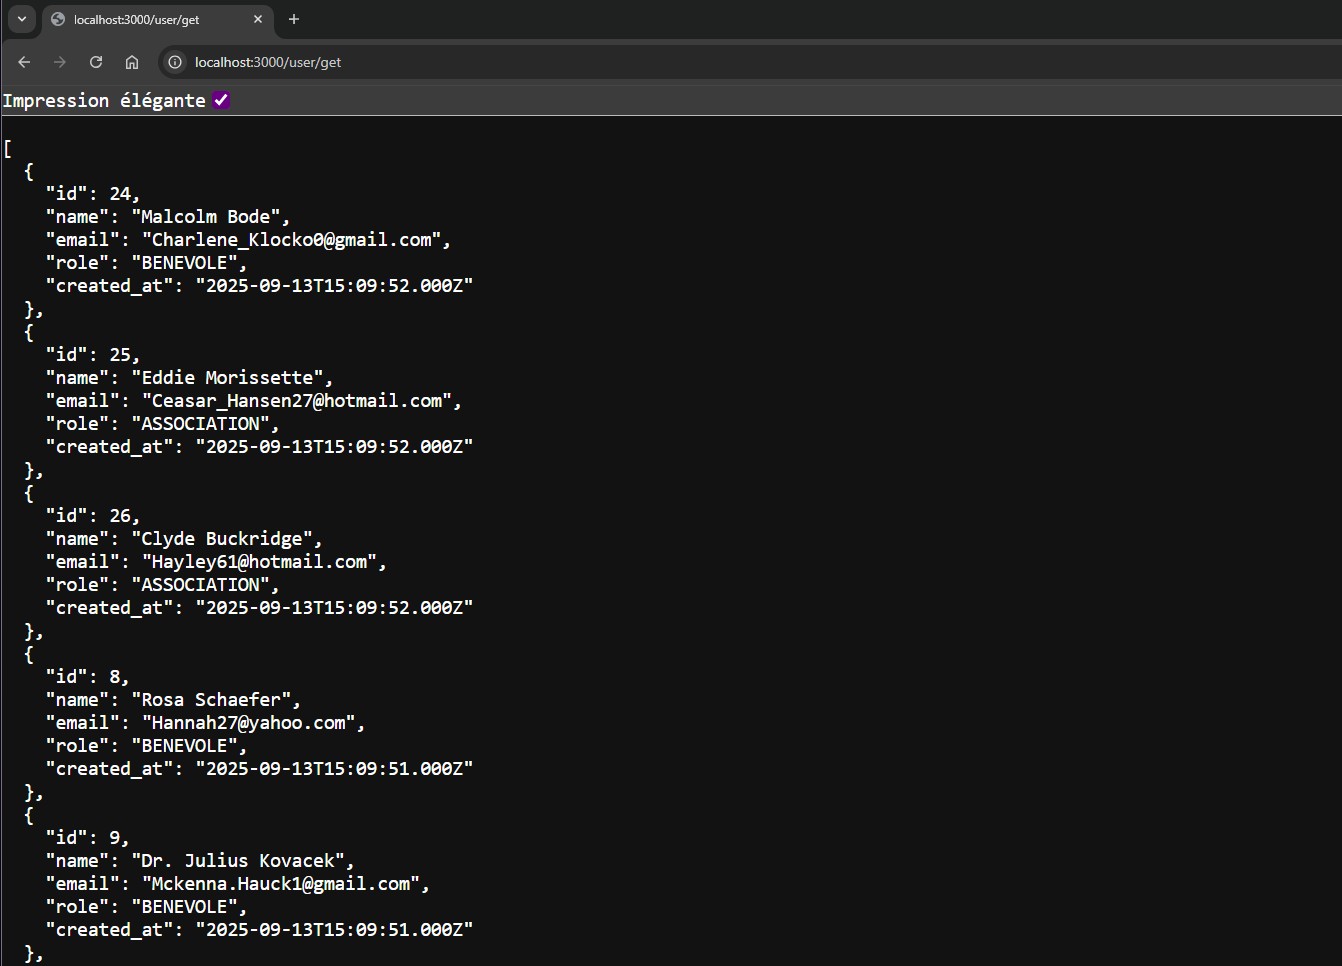 localhost:3000/user/get
localhost:3000/user/get
Impression élégante
[
  {
    "id": 24,
    "name": "Malcolm Bode",
    "email": "Charlene_Klocko0@gmail.com",
    "role": "BENEVOLE",
    "created_at": "2025-09-13T15:09:52.000Z"
  },
  {
    "id": 25,
    "name": "Eddie Morissette",
    "email": "Ceasar_Hansen27@hotmail.com",
    "role": "ASSOCIATION",
    "created_at": "2025-09-13T15:09:52.000Z"
  },
  {
    "id": 26,
    "name": "Clyde Buckridge",
    "email": "Hayley61@hotmail.com",
    "role": "ASSOCIATION",
    "created_at": "2025-09-13T15:09:52.000Z"
  },
  {
    "id": 8,
    "name": "Rosa Schaefer",
    "email": "Hannah27@yahoo.com",
    "role": "BENEVOLE",
    "created_at": "2025-09-13T15:09:51.000Z"
  },
  {
    "id": 9,
    "name": "Dr. Julius Kovacek",
    "email": "Mckenna.Hauck1@gmail.com",
    "role": "BENEVOLE",
    "created_at": "2025-09-13T15:09:51.000Z"
  },